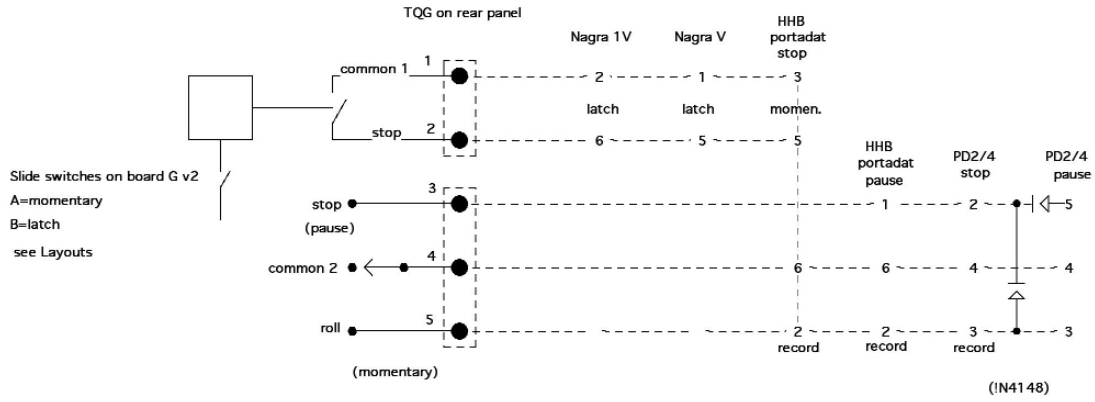 TQG on rear panel
Nagra 1V
Nagra V
HHB
portadat
stop
common 1
1
2
1
3
latch
latch
momen.
stop
2
6
5
5
Slide switches on board G v2
A=momentary
B=latch
see Layouts
HHB
portadat
pause
PD2/4
stop
PD2/4
pause
stop
(pause)
3
1
2
5
common 2
4
6
6
4
4
roll
5
2
2
3
3
record
record
record
(momentary)
(!N4148)